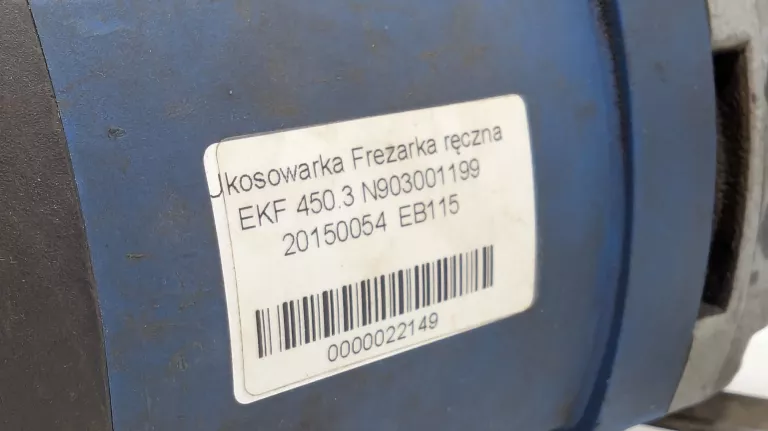 Ukosowarka Frezarka ręczna
EKF 450.3 N903001199
20150054 EB115
0000022149